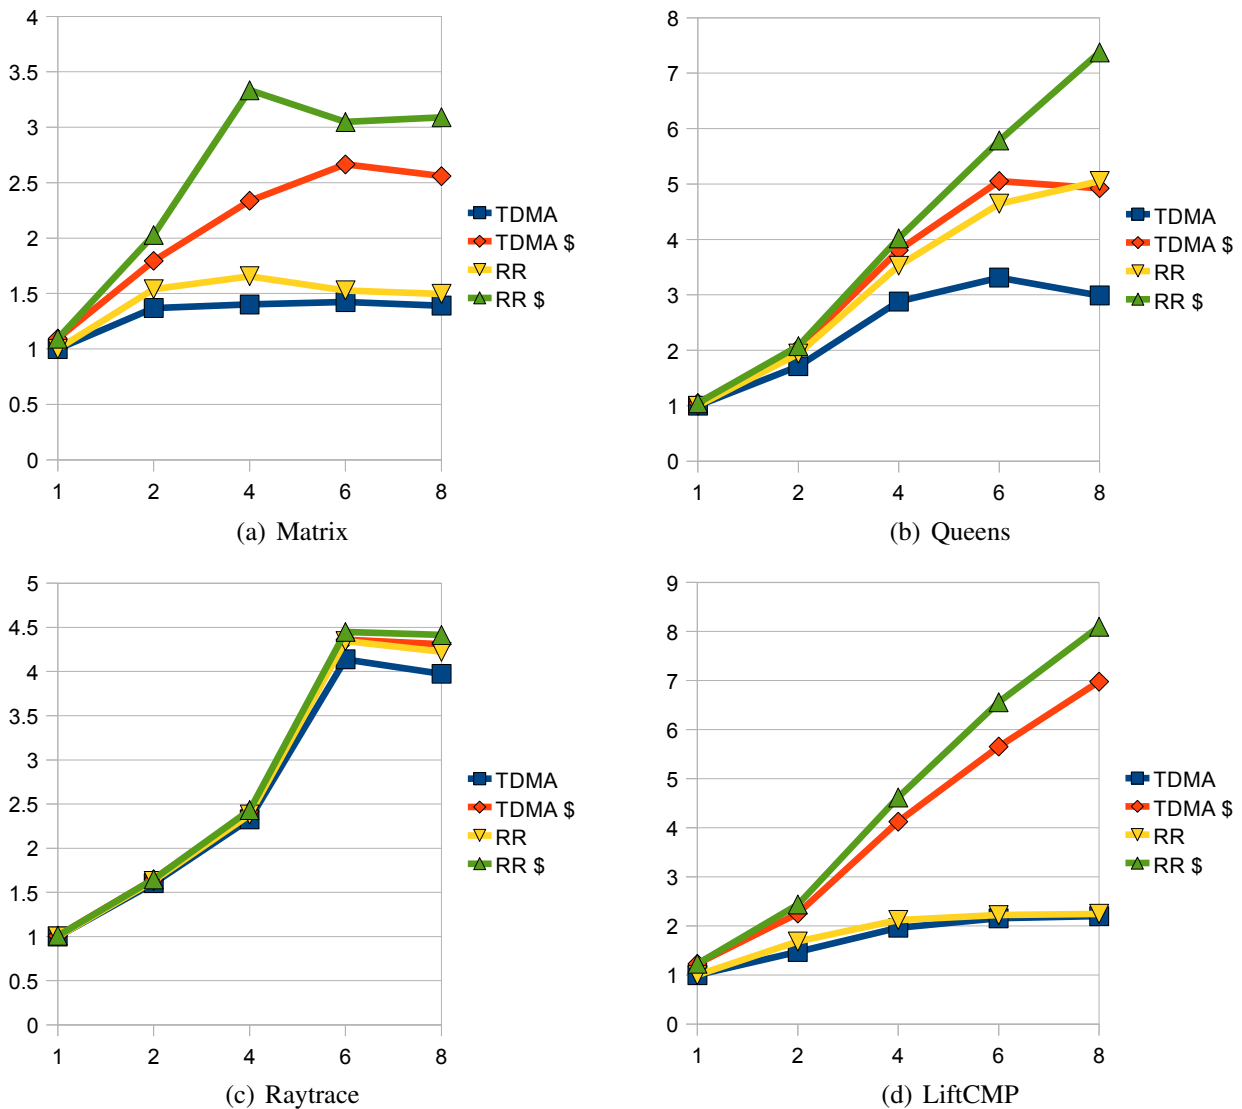 4
3.5
3
2.5
2
1.5
1
0.5
0
1 2 4 6 8
TDMA
TDMA $
RR
RR $
(a) Matrix
8
7
6
5
4
3
2
1
0
1 2 4 6 8
TDMA
TDMA $
RR
RR $
(b) Queens
5
4.5
4
3.5
3
2.5
2
1.5
1
0.5
0
1 2 4 6 8
TDMA
TDMA $
RR
RR $
(c) Raytrace
9
8
7
6
5
4
3
2
1
0
1 2 4 6 8
TDMA
TDMA $
RR
RR $
(d) LiftCMP